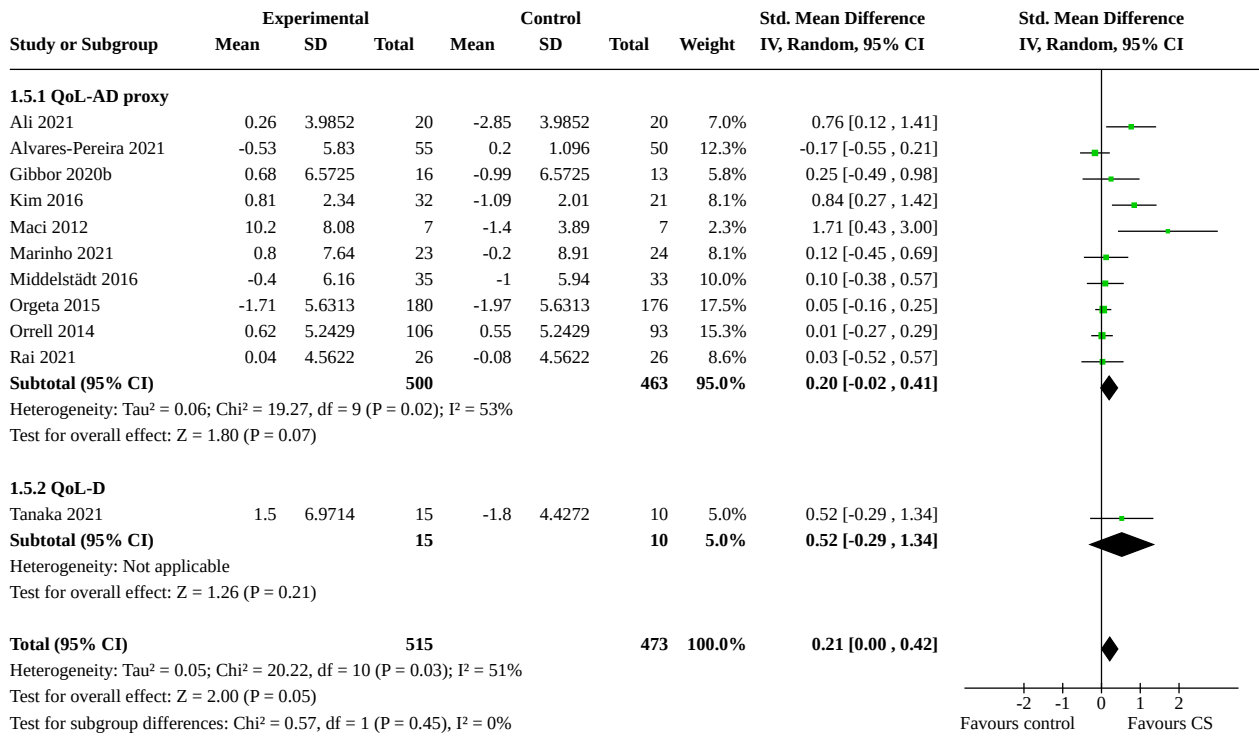 Experimental Control Std. Mean Difference Std. Mean Difference
Study or Subgroup Mean SD Total Mean SD Total Weight IV, Random, 95% CI IV, Random, 95% CI
1.5.1 QoL-AD proxy
Ali 2021 0.26 3.9852 20 -2.85 3.9852 20 7.0% 0.76 [0.12 , 1.41]
Alvares-Pereira 2021 -0.53 5.83 55 0.2 1.096 50 12.3% -0.17 [-0.55 , 0.21]
Gibbor 2020b 0.68 6.5725 16 -0.99 6.5725 13 5.8% 0.25 [-0.49 , 0.98]
Kim 2016 0.81 2.34 32 -1.09 2.01 21 8.1% 0.84 [0.27 , 1.42]
Maci 2012 10.2 8.08 7 -1.4 3.89 7 2.3% 1.71 [0.43 , 3.00]
Marinho 2021 0.8 7.64 23 -0.2 8.91 24 8.1% 0.12 [-0.45 , 0.69]
Middelstädt 2016 -0.4 6.16 35 -1 5.94 33 10.0% 0.10 [-0.38 , 0.57]
Orgeta 2015 -1.71 5.6313 180 -1.97 5.6313 176 17.5% 0.05 [-0.16 , 0.25]
Orrell 2014 0.62 5.2429 106 0.55 5.2429 93 15.3% 0.01 [-0.27 , 0.29]
Rai 2021 0.04 4.5622 26 -0.08 4.5622 26 8.6% 0.03 [-0.52 , 0.57]
Subtotal (95% CI) 500 463 95.0% 0.20 [-0.02 , 0.41]
Heterogeneity: Tau² = 0.06; Chi² = 19.27, df = 9 (P = 0.02); I² = 53%
Test for overall effect: Z = 1.80 (P = 0.07)
1.5.2 QoL-D
Tanaka 2021 1.5 6.9714 15 -1.8 4.4272 10 5.0% 0.52 [-0.29 , 1.34]
Subtotal (95% CI) 15 10 5.0% 0.52 [-0.29 , 1.34]
Heterogeneity: Not applicable
Test for overall effect: Z = 1.26 (P = 0.21)
Total (95% CI) 515 473 100.0% 0.21 [0.00 , 0.42]
Heterogeneity: Tau² = 0.05; Chi² = 20.22, df = 10 (P = 0.03); I² = 51%
Test for overall effect: Z = 2.00 (P = 0.05)
Test for subgroup differences: Chi² = 0.57, df = 1 (P = 0.45), I² = 0%
-2 -1 0 1 2
Favours control Favours CS